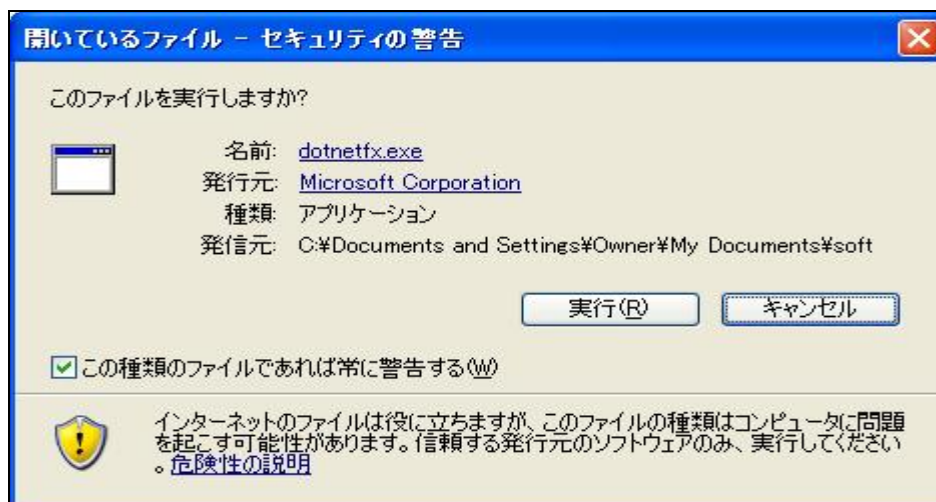 開いているファイル - セキュリティの警告
このファイルを実行しますか?
名前: dotnetfx.exe
発行元: Microsoft Corporation
種類: アプリケーション
発信元: C:¥Documents and Settings¥Owner¥My Documents¥soft
実行(R) キャンセル
この種類のファイルであれば常に警告する(W)
インターネットのファイルは役に立ちますが、このファイルの種類はコンピュータに問題
を起こす可能性があります。信頼する発行元のソフトウェアのみ、実行してください
。危険性の説明